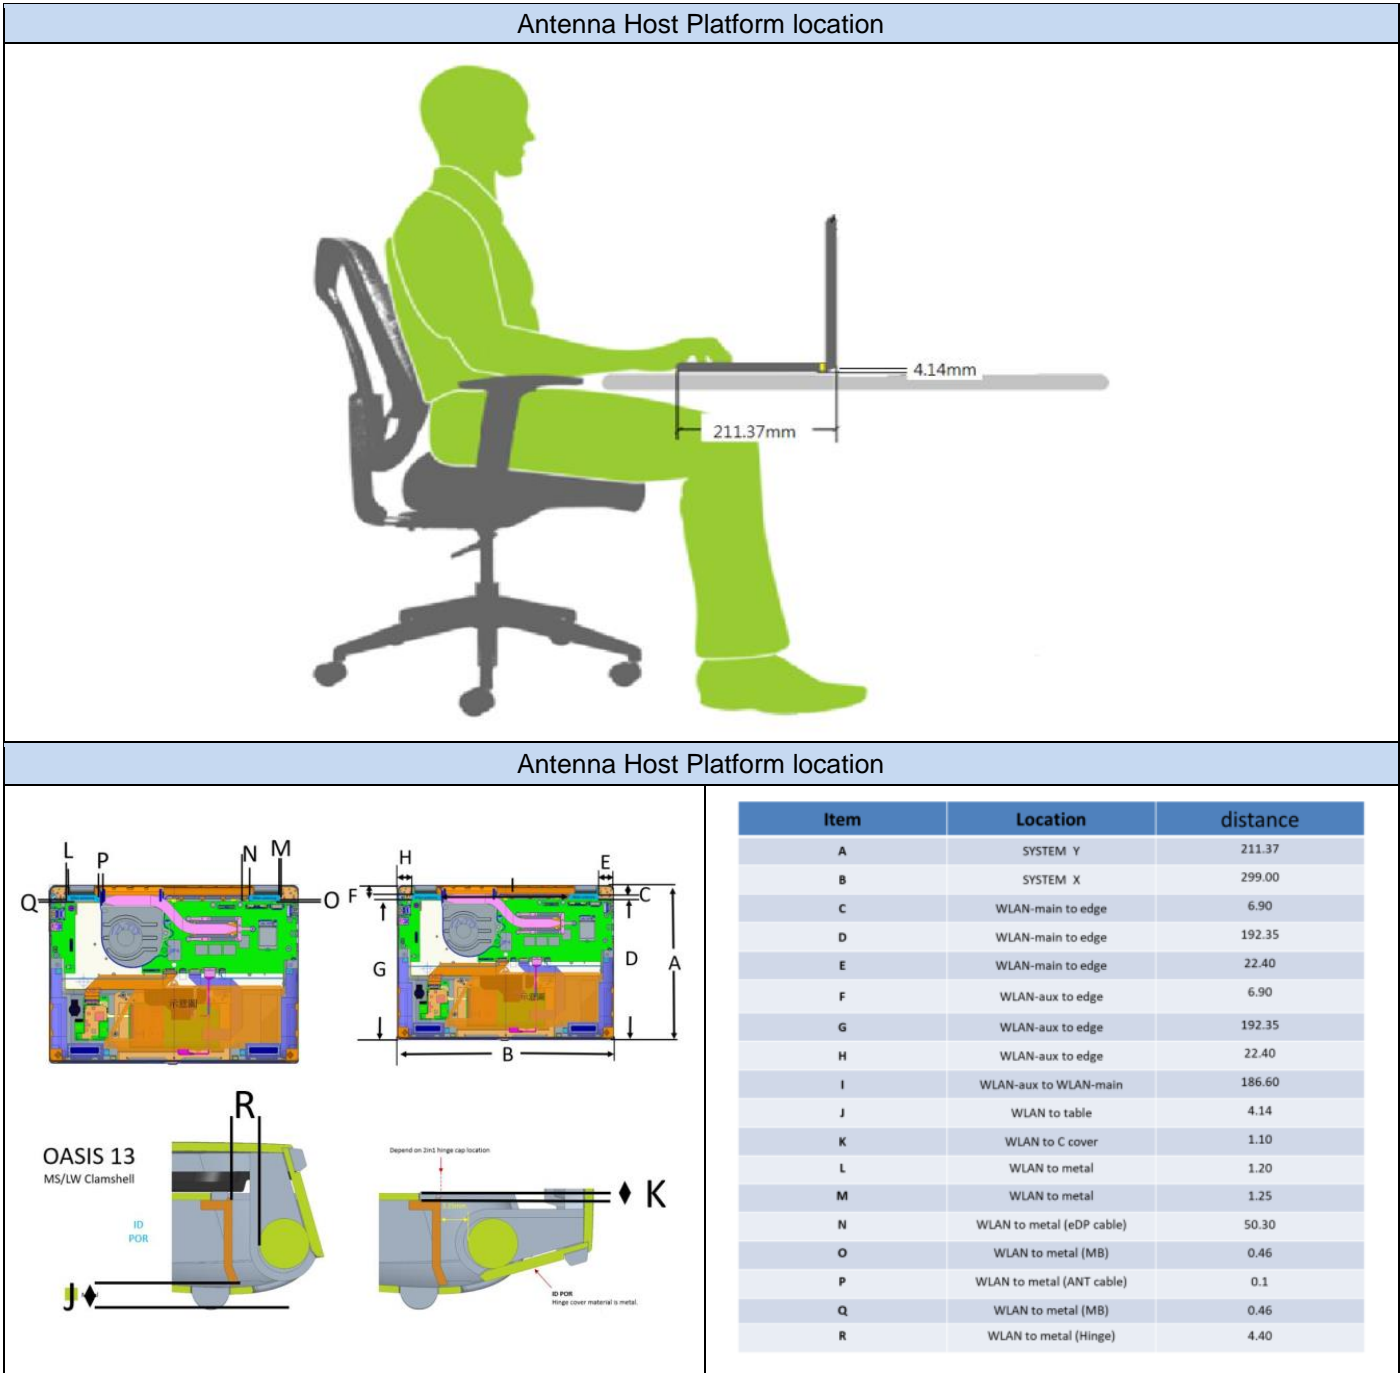 Antenna Host Platform location
4.14mm
211.37mm
Antenna Host Platform location
L
P
N
M
Q
O
H
E
I
F
C
G
D
A
B
示意圖
示意圖
R
OASIS 13
MS/LW Clamshell
ID
POR
J
Depend on 2in1 hinge cap location
K
ID POR
Hinge cover material is metal.
Item Location distance
A SYSTEM Y 211.37
B SYSTEM X 299.00
C WLAN-main to edge 6.90
D WLAN-main to edge 192.35
E WLAN-main to edge 22.40
F WLAN-aux to edge 6.90
G WLAN-aux to edge 192.35
H WLAN-aux to edge 22.40
I WLAN-aux to WLAN-main 186.60
J WLAN to table 4.14
K WLAN to C cover 1.10
L WLAN to metal 1.20
M WLAN to metal 1.25
N WLAN to metal (eDP cable) 50.30
O WLAN to metal (MB) 0.46
P WLAN to metal (ANT cable) 0.1
Q WLAN to metal (MB) 0.46
R WLAN to metal (Hinge) 4.40